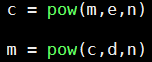 c = pow(m,e,n)
m = pow(c,d,n)